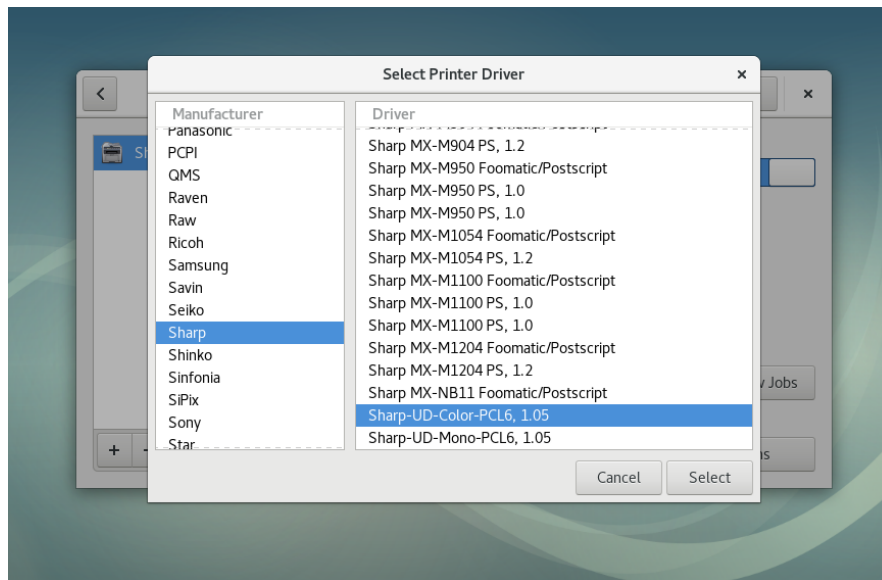 Select Printer Driver
Manufacturer
Panasonic
PCPI
QMS
Raven
Raw
Ricoh
Samsung
Savin
Seiko
Sharp
Shinko
Sinfonia
SiPix
Sony
Star
Driver
Sharp MX-M904 PS, 1.2
Sharp MX-M950 Foomatic/Postscript
Sharp MX-M950 PS, 1.0
Sharp MX-M950 PS, 1.0
Sharp MX-M1054 Foomatic/Postscript
Sharp MX-M1054 PS, 1.2
Sharp MX-M1100 Foomatic/Postscript
Sharp MX-M1100 PS, 1.0
Sharp MX-M1100 PS, 1.0
Sharp MX-M1204 Foomatic/Postscript
Sharp MX-M1204 PS, 1.2
Sharp MX-NB11 Foomatic/Postscript
Sharp-UD-Color-PCL6, 1.05
Sharp-UD-Mono-PCL6, 1.05
Cancel
Select
Jobs